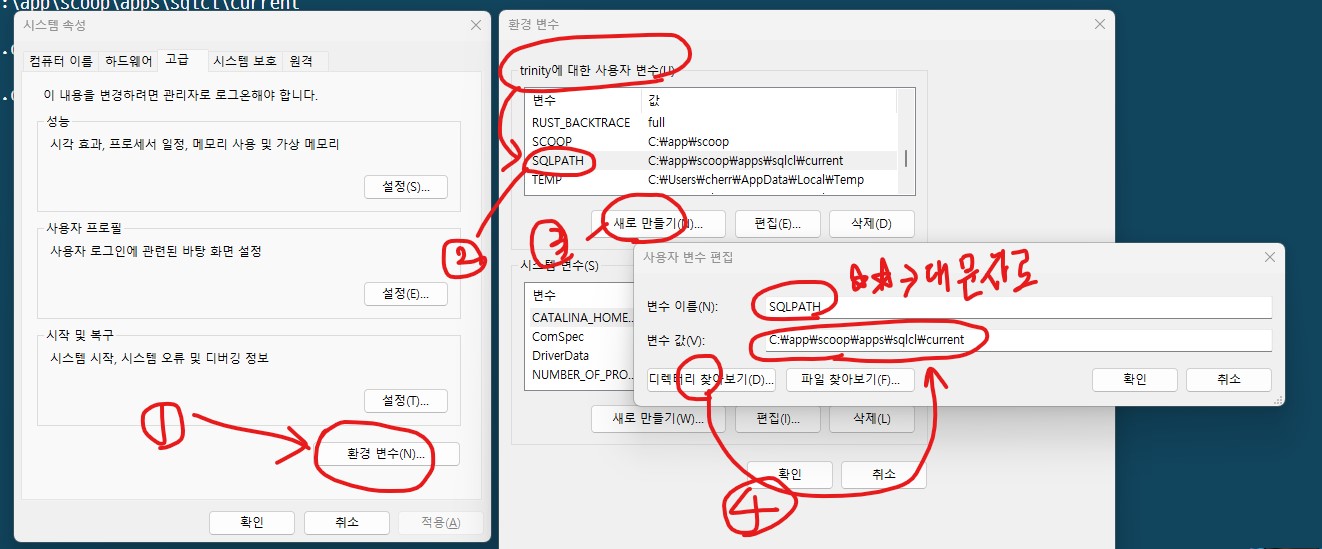 :\app\scoop\apps\sqlcl\current
시스템 속성
컴퓨터 이름 하드웨어 고급 시스템 보호 원격
이 내용을 변경하려면 관리자로 로그온해야 합니다.
성능
시각 효과, 프로세서 일정, 메모리 사용 및 가상 메모리
설정(S)...
사용자 프로필
사용자 로그인에 관련된 바탕 화면 설정
설정(E)...
시작 및 복구
시스템 시작, 시스템 오류 및 디버깅 정보
설정(T)...
①
환경 변수(N)...
확인 취소 적용(A)
환경 변수
trinity에 대한 사용자 변수(U)
변수 값
RUST_BACKTRACE full
SCOOP C:₩app₩scoop
SQLPATH C:₩app₩scoop₩apps₩sqlcl₩current
TEMP C:₩Users₩cherr₩AppData₩Local₩Temp
② ③
새로 만들기(N)... 편집(E)... 삭제(D)
시스템 변수(S)
변수
CATALINA_HOME...
ComSpec
DriverData
NUMBER_OF_PRO...
새로 만들기(W)... 편집(I)... 삭제(L)
확인 취소
사용자 변수 편집
☆☆→대문자로
변수 이름(N): SQLPATH
변수 값(V): C:₩app₩scoop₩apps₩sqlcl₩current
디렉터리 찾아보기(D)... 파일 찾아보기(F)... 확인 취소
④